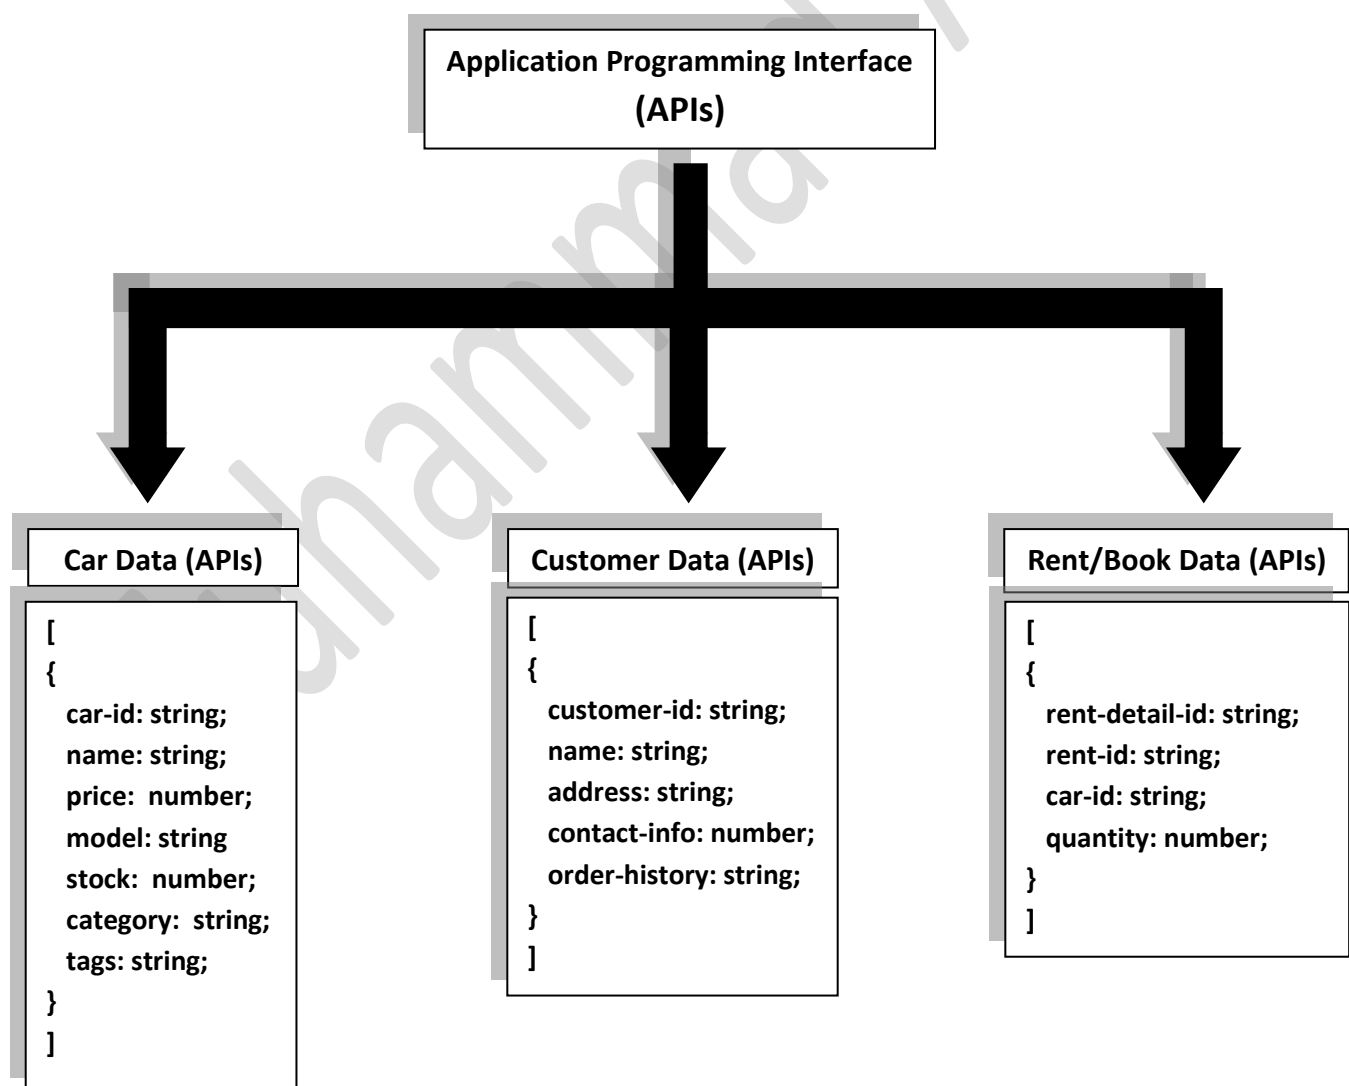 Application Programming Interface
(APIs)
Car Data (APIs)
[
{
car-id: string;
name: string;
price:  number;
model: string
stock:  number;
category:  string;
tags: string;
}
]
Customer Data (APIs)
[
{
customer-id: string;
name: string;
address: string;
contact-info: number;
order-history: string;
}
]
Rent/Book Data (APIs)
[
{
rent-detail-id: string;
rent-id: string;
car-id: string;
quantity: number;
}
]